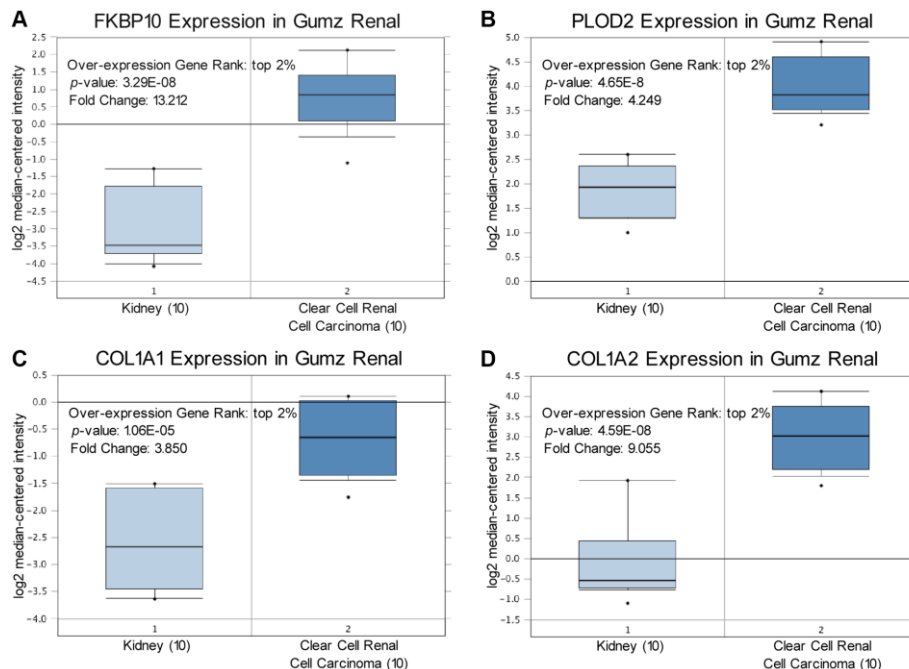 A
FKBP10 Expression in Gumz Renal
log2 median-centered intensity
2.5
2.0
1.5
1.0
0.5
0.0
-0.5
-1.0
-1.5
-2.0
-2.5
-3.0
-3.5
-4.0
-4.5
Over-expression Gene Rank: top 2%
p-value: 3.29E-08
Fold Change: 13.212
1
2
Kidney (10)
Clear Cell Renal
Cell Carcinoma (10)
B
PLOD2 Expression in Gumz Renal
log2 median-centered intensity
5.0
4.5
4.0
3.5
3.0
2.5
2.0
1.5
1.0
0.5
0.0
Over-expression Gene Rank: top 2%
p-value: 4.65E-8
Fold Change: 4.249
1
2
Kidney (10)
Clear Cell Renal
Cell Carcinoma (10)
C
COL1A1 Expression in Gumz Renal
log2 median-centered intensity
0.5
0.0
-0.5
-1.0
-1.5
-2.0
-2.5
-3.0
-3.5
-4.0
Over-expression Gene Rank: top 2%
p-value: 1.06E-05
Fold Change: 3.850
1
2
Kidney (10)
Clear Cell Renal
Cell Carcinoma (10)
D
COL1A2 Expression in Gumz Renal
log2 median-centered intensity
4.5
4.0
3.5
3.0
2.5
2.0
1.5
1.0
0.5
0.0
-0.5
-1.0
-1.5
Over-expression Gene Rank: top 2%
p-value: 4.59E-08
Fold Change: 9.055
1
2
Kidney (10)
Clear Cell Renal
Cell Carcinoma (10)